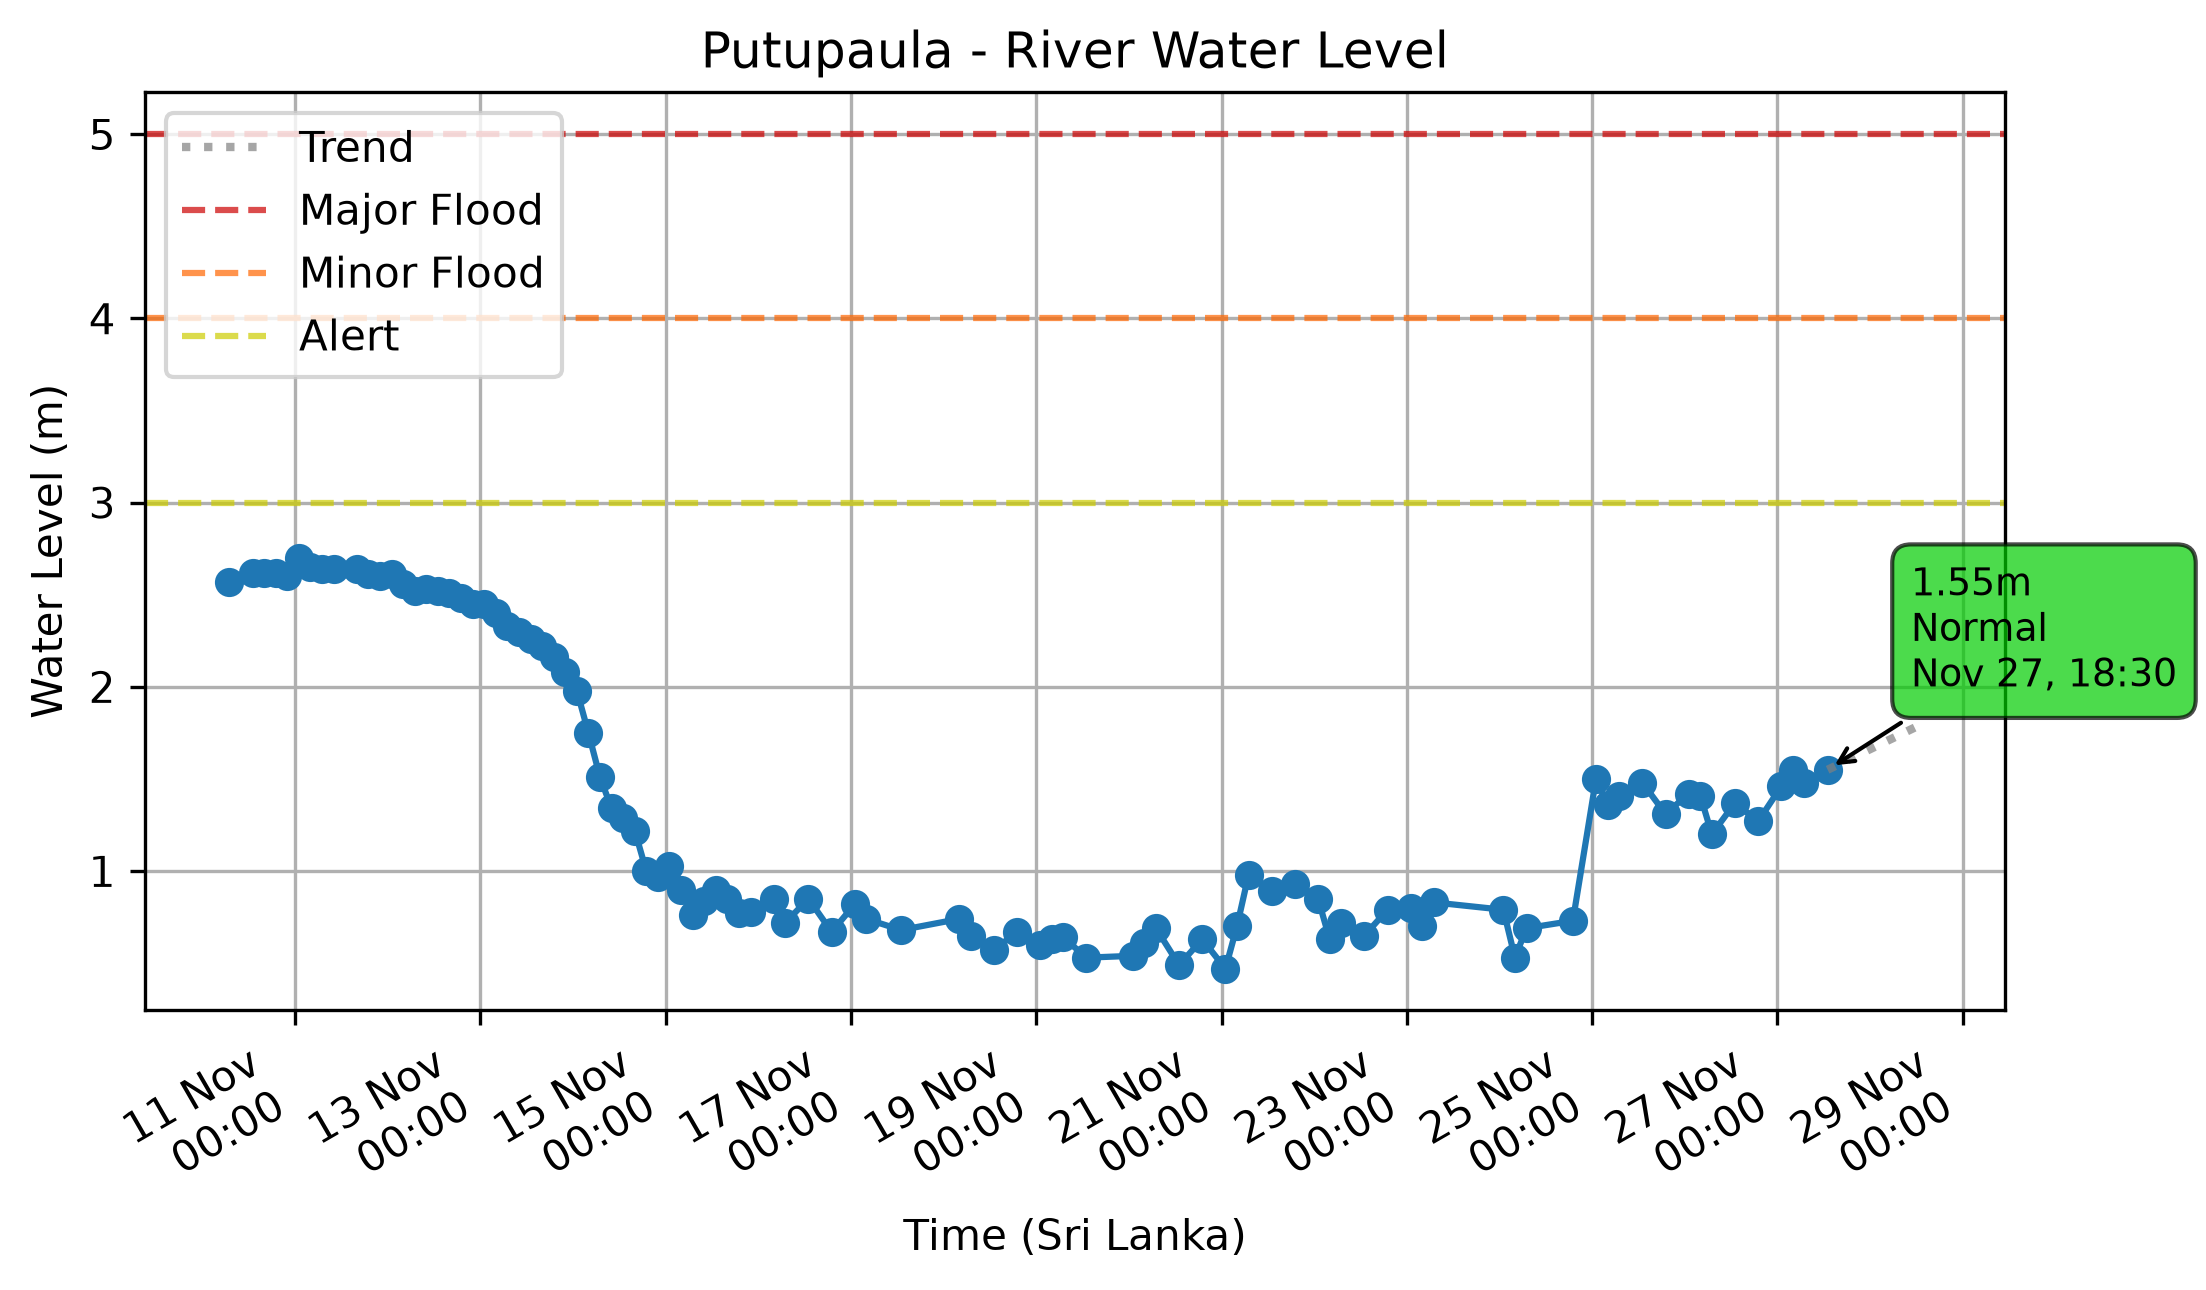 Putupaula - River Water Level
Trend
Major Flood
Minor Flood
Alert
5
4
3
2
1
Water Level (m)
1.55m
Normal
Nov 27, 18:30
11 Nov
00:00
13 Nov
00:00
15 Nov
00:00
17 Nov
00:00
19 Nov
00:00
21 Nov
00:00
23 Nov
00:00
25 Nov
00:00
27 Nov
00:00
29 Nov
00:00
Time (Sri Lanka)